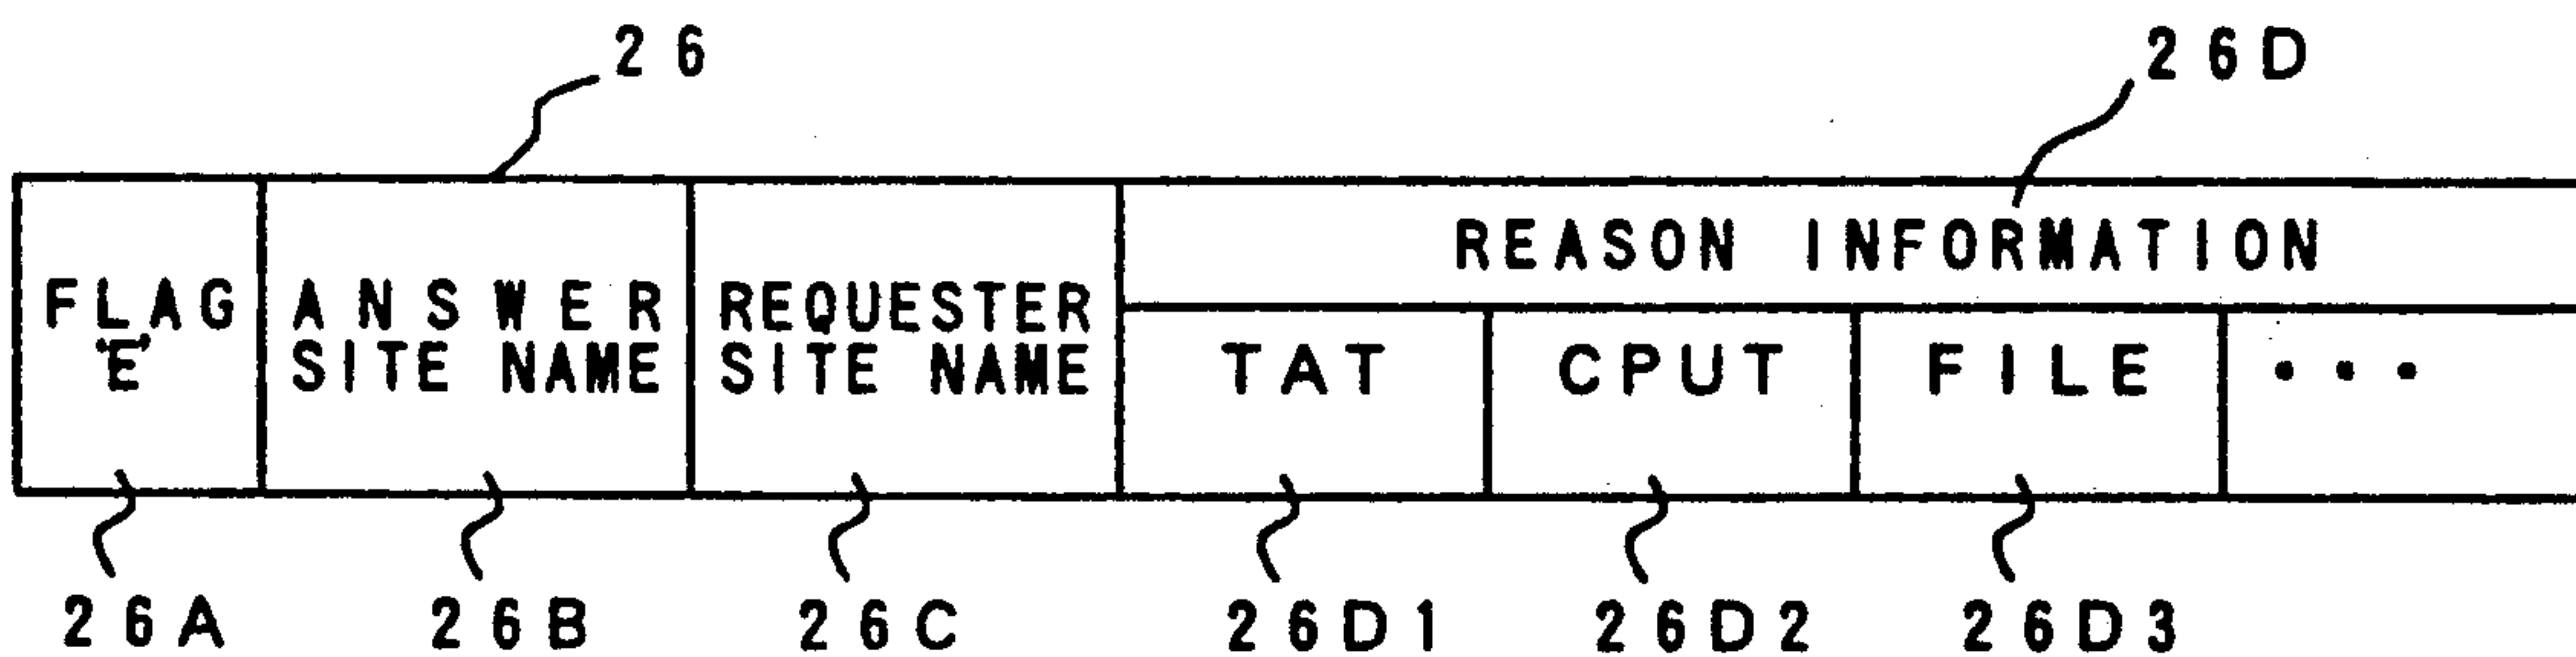 26
26D
REASON INFORMATION
FLAG
'E'
ANSWER
SITE NAME
REQUESTER
SITE NAME
TAT
CPUT
FILE
•••
26A
26B
26C
26D1
26D2
26D3